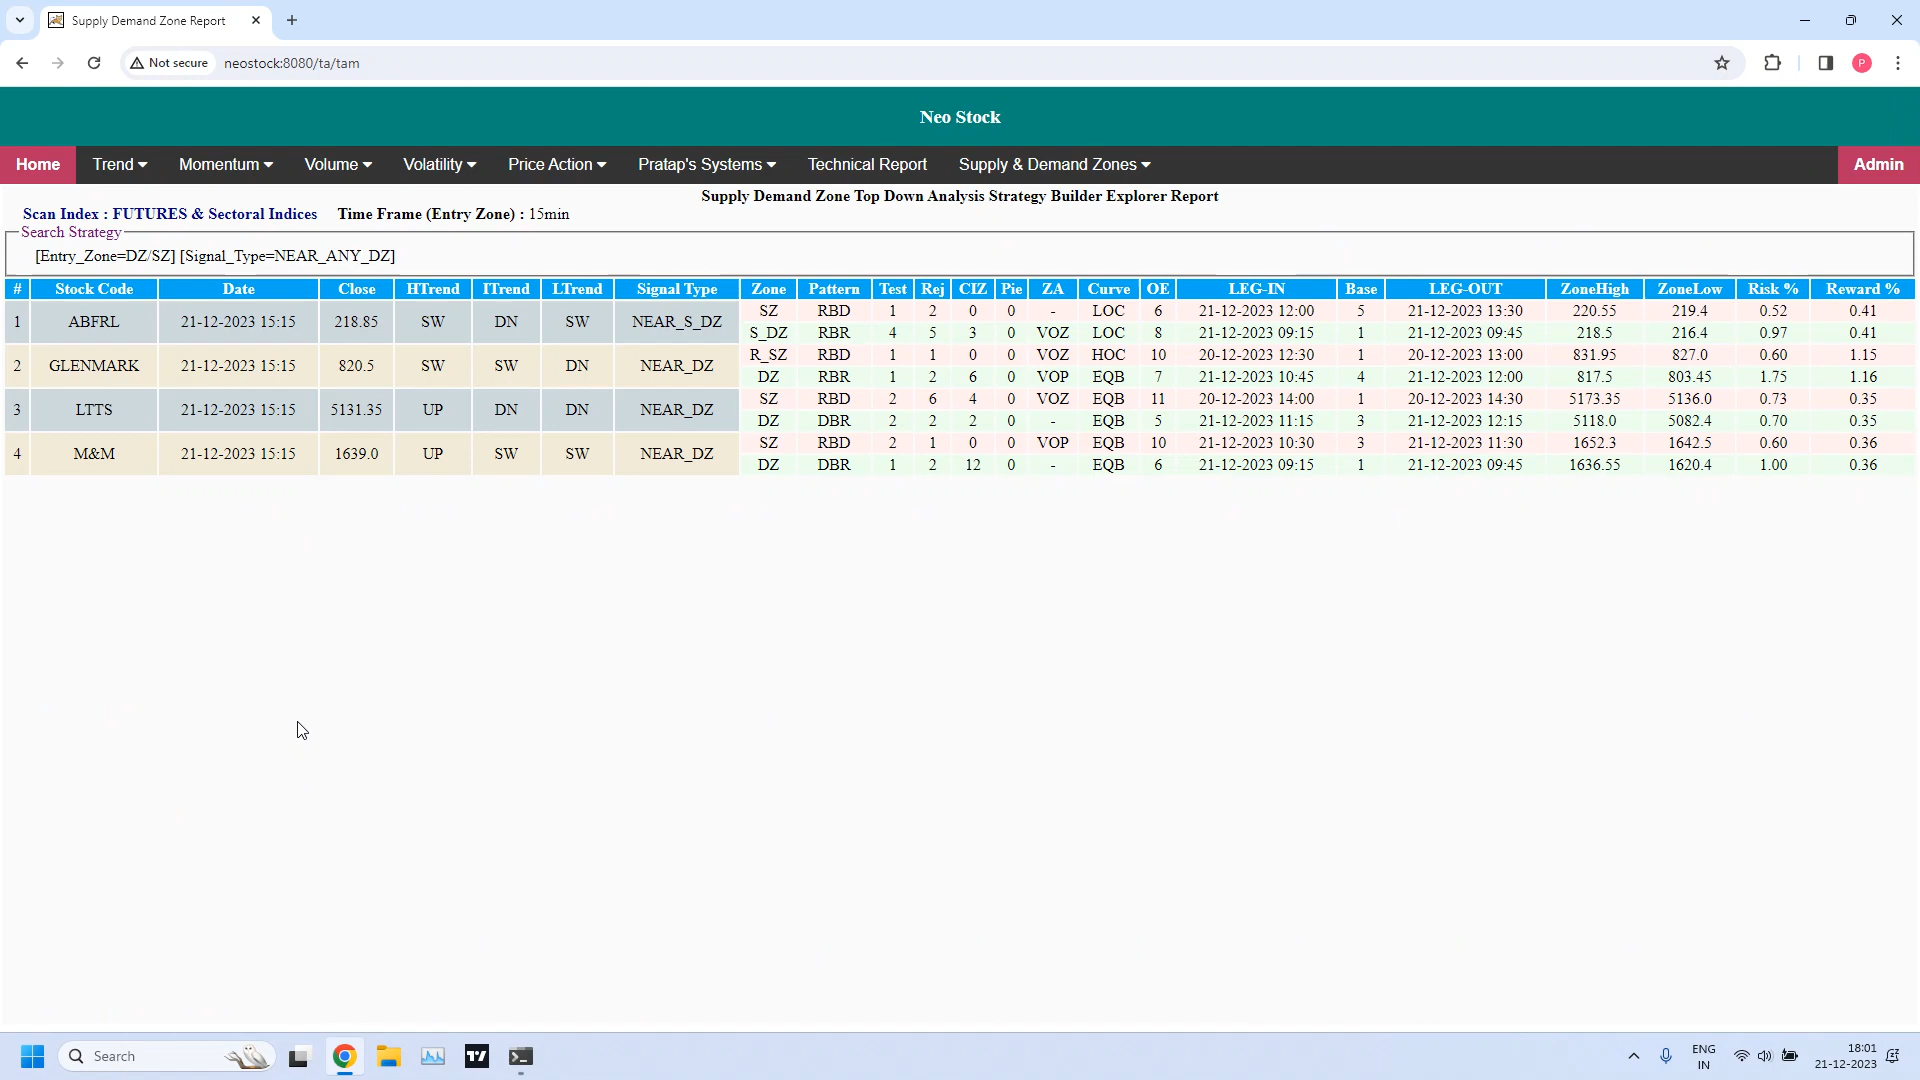 Supply Demand Zone Report
Not secure neostock:8080/ta/tam
P
Neo Stock
Home Trend Momentum Volume Volatility Price Action Pratap's Systems Technical Report Supply & Demand Zones Admin
Supply Demand Zone Top Down Analysis Strategy Builder Explorer Report
Scan Index : FUTURES & Sectoral Indices Time Frame (Entry Zone) : 15min
Search Strategy
[Entry_Zone=DZ/SZ] [Signal_Type=NEAR_ANY_DZ]
# Stock Code Date Close HTrend ITrend LTrend Signal Type Zone Pattern Test Rej CIZ Pie ZA Curve OE LEG-IN Base LEG-OUT ZoneHigh ZoneLow Risk % Reward %
1 ABFRL 21-12-2023 15:15 218.85 SW DN SW NEAR_S_DZ SZ RBD 1 2 0 0 - LOC 6 21-12-2023 12:00 5 21-12-2023 13:30 220.55 219.4 0.52 0.41
S_DZ RBR 4 5 3 0 VOZ LOC 8 21-12-2023 09:15 1 21-12-2023 09:45 218.5 216.4 0.97 0.41
2 GLENMARK 21-12-2023 15:15 820.5 SW SW DN NEAR_DZ R_SZ RBD 1 1 0 0 VOZ HOC 10 20-12-2023 12:30 1 20-12-2023 13:00 831.95 827.0 0.60 1.15
DZ RBR 1 2 6 0 VOP EQB 7 21-12-2023 10:45 4 21-12-2023 12:00 817.5 803.45 1.75 1.16
3 LTTS 21-12-2023 15:15 5131.35 UP DN DN NEAR_DZ SZ RBD 2 6 4 0 VOZ EQB 11 20-12-2023 14:00 1 20-12-2023 14:30 5173.35 5136.0 0.73 0.35
DZ DBR 2 2 2 0 - EQB 5 21-12-2023 11:15 3 21-12-2023 12:15 5118.0 5082.4 0.70 0.35
4 M&M 21-12-2023 15:15 1639.0 UP SW SW NEAR_DZ SZ RBD 2 1 0 0 VOP EQB 10 21-12-2023 10:30 3 21-12-2023 11:30 1652.3 1642.5 0.60 0.36
DZ DBR 1 2 12 0 - EQB 6 21-12-2023 09:15 1 21-12-2023 09:45 1636.55 1620.4 1.00 0.36
Search
ENG
IN
18:01
21-12-2023